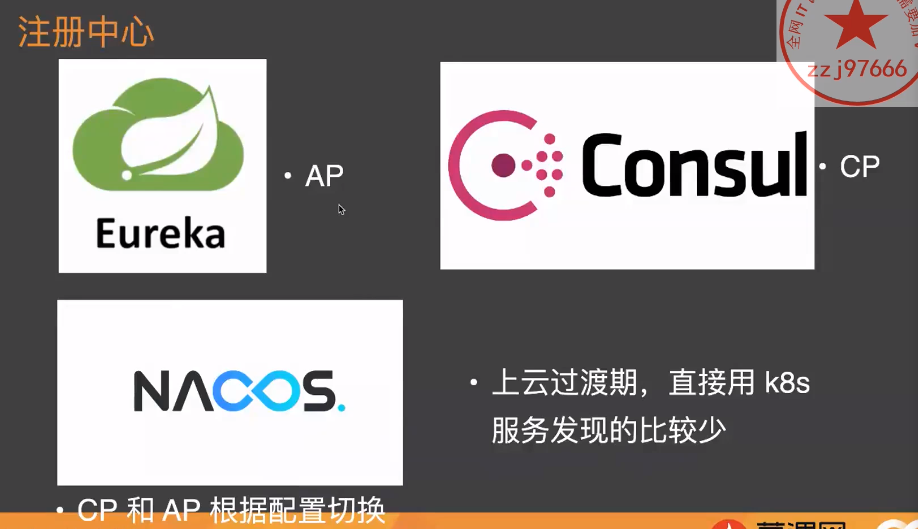 注册中心
zzj97666
Eureka
• AP
Consul
• CP
NACOS.
• CP 和 AP 根据配置切换
• 上云过渡期，直接用 k8s
服务发现的比较少